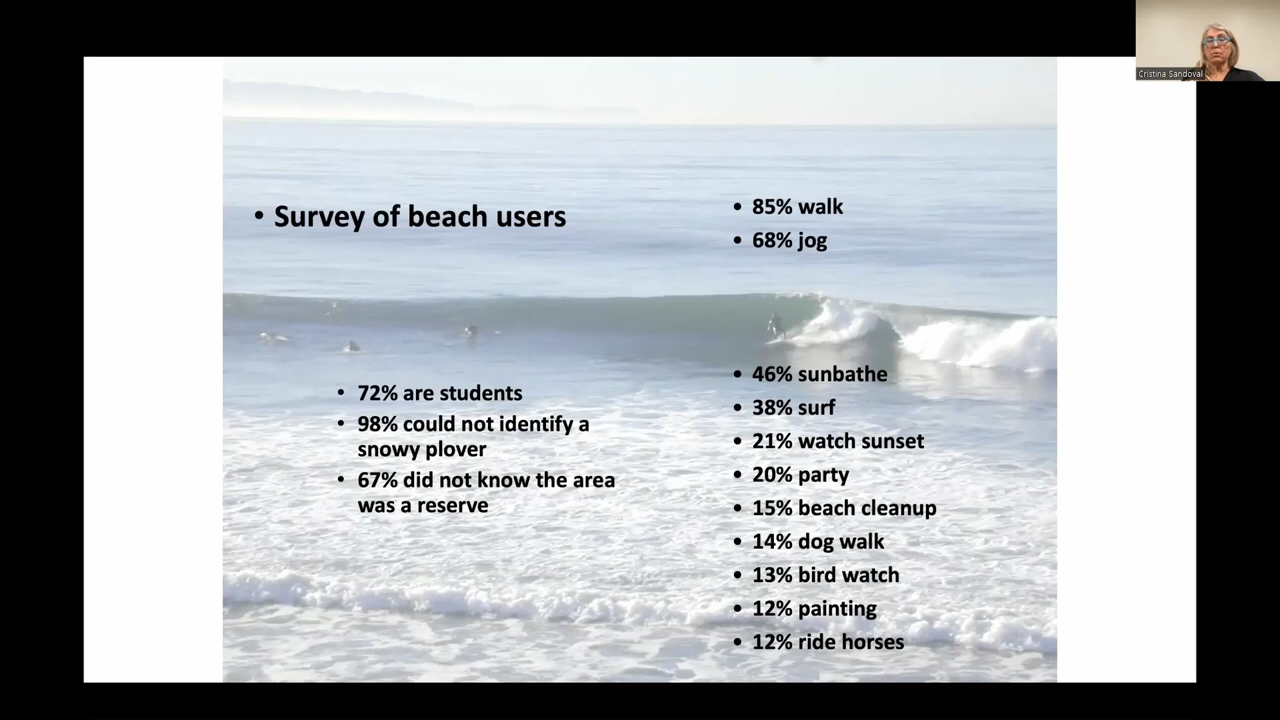 Cristina Sandoval
• Survey of beach users
• 72% are students
• 98% could not identify a
snowy plover
• 67% did not know the area
was a reserve
• 85% walk
• 68% jog
• 46% sunbathe
• 38% surf
• 21% watch sunset
• 20% party
• 15% beach cleanup
• 14% dog walk
• 13% bird watch
• 12% painting
• 12% ride horses